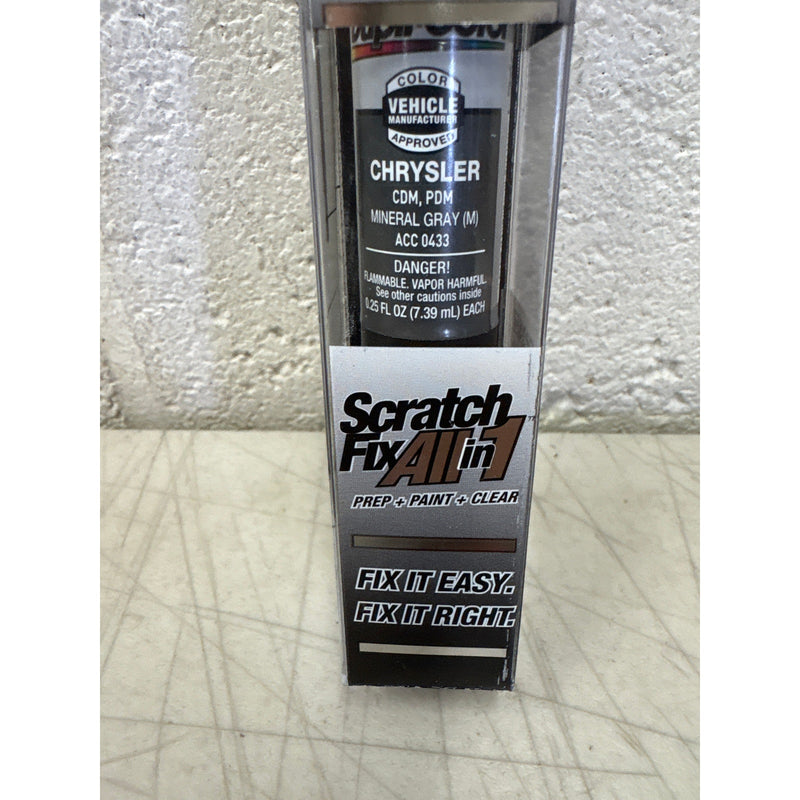 COLOR
VEHICLE
MANUFACTURER
APPROVED
CHRYSLER
CDM, PDM
MINERAL GRAY (M)
ACC 0433
DANGER!
FLAMMABLE. VAPOR HARMFUL.
See other cautions inside
0.25 FL OZ (7.39 mL) EACH
Scratch
Fix All in 1™
PREP + PAINT + CLEAR
FIX IT EASY.
FIX IT RIGHT.